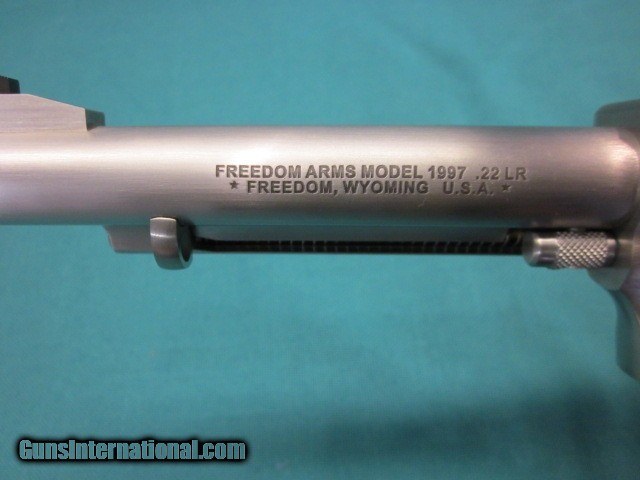 FREEDOM ARMS MODEL 1997 .22 LR
★ FREEDOM, WYOMING U.S.A. ★
GunsInternational.com